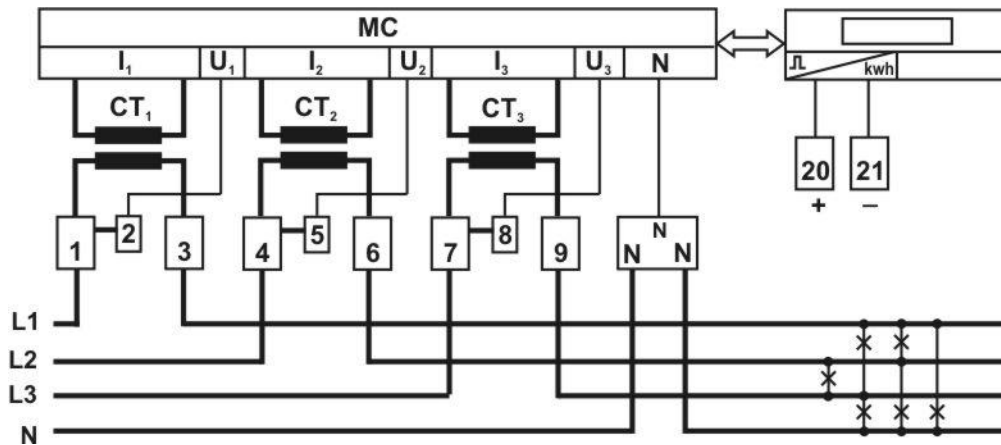 MC
I₁ U₁ I₂ U₂ I₃ U₃ N
kwh
CT₁ CT₂ CT₃
20 21
+ –
1 2 3 4 5 6 7 8 9 N N N
L1
L2
L3
N